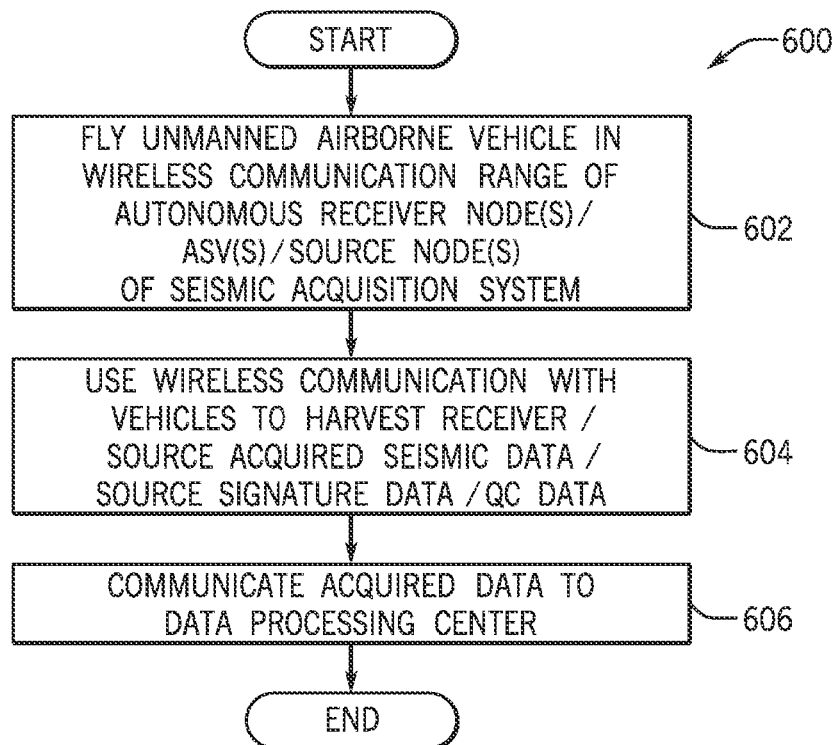 START
600
FLY UNMANNED AIRBORNE VEHICLE IN
WIRELESS COMMUNICATION RANGE OF
AUTONOMOUS RECEIVER NODE(S)/
ASV(S)/SOURCE NODE(S)
OF SEISMIC ACQUISITION SYSTEM
602
USE WIRELESS COMMUNICATION WITH
VEHICLES TO HARVEST RECEIVER /
SOURCE ACQUIRED SEISMIC DATA /
SOURCE SIGNATURE DATA / QC DATA
604
COMMUNICATE ACQUIRED DATA TO
DATA PROCESSING CENTER
606
END